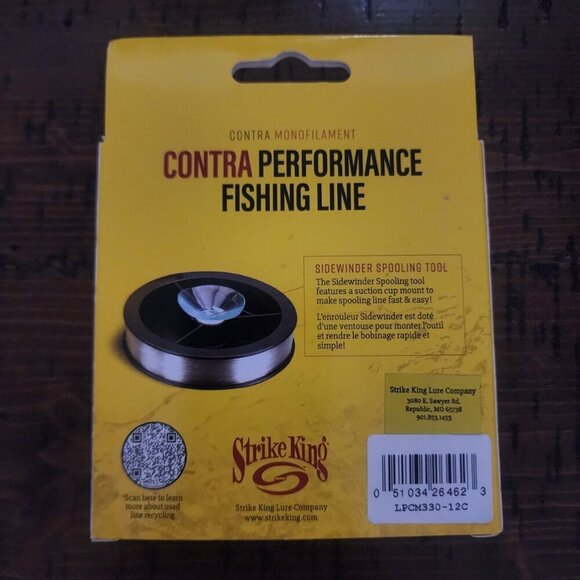 CONTRA MONOFILAMENT
CONTRA PERFORMANCE
FISHING LINE
SIDEWINDER SPOOLING TOOL
The Sidewinder Spooling tool
features a suction cup mount to
make spooling line fast & easy!
L'enrouleur Sidewinder est doté
d'une ventouse pour monter l'outil
et rendre le bobinage rapide et
simple!
Strike King Lure Company
3080 E. Sawyer Rd.
Republic, MO 65738
901.853.1455
Scan here to learn
more about used
line recycling.
Strike King
Strike King Lure Company
www.strikeking.com
0 51034 26462 3
LPCM330-12C